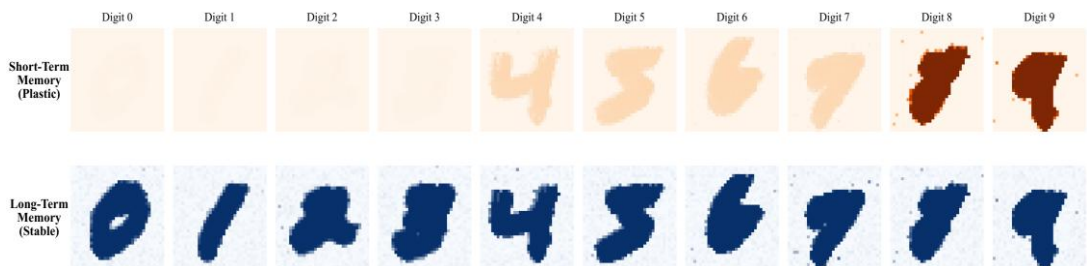 Digit 0 Digit 1 Digit 2 Digit 3 Digit 4 Digit 5 Digit 6 Digit 7 Digit 8 Digit 9
Short-Term
Memory
(Plastic)
Long-Term
Memory
(Stable)